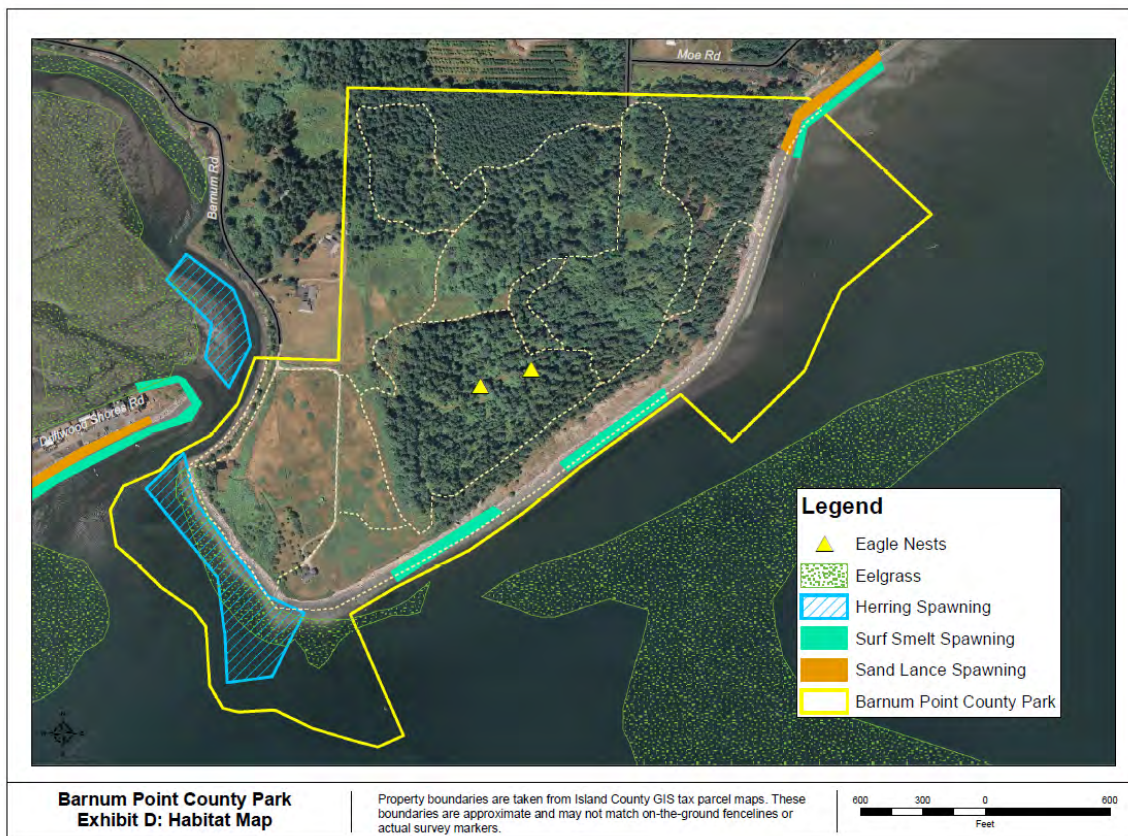 Moe Rd
Barnum Rd
Driftwood Shores Rd
Legend
Eagle Nests
Eelgrass
Herring Spawning
Surf Smelt Spawning
Sand Lance Spawning
Barnum Point County Park
Barnum Point County Park
Exhibit D: Habitat Map
Property boundaries are taken from Island County GIS tax parcel maps. These
boundaries are approximate and may not match on-the-ground fencelines or
actual survey markers.
600 300 0 600
Feet